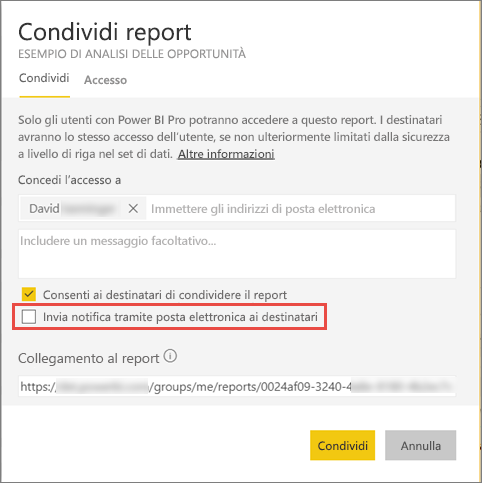 Condividi report
ESEMPIO DI ANALISI DELLE OPPORTUNITÀ
Condividi Accesso
Solo gli utenti con Power BI Pro potranno accedere a questo report. I destinatari
avranno lo stesso accesso dell'utente, se non ulteriormente limitati dalla sicurezza
a livello di riga nel set di dati. Altre informazioni
Concedi l'accesso a
David Immettere gli indirizzi di posta elettronica
Includere un messaggio facoltativo...
Consenti ai destinatari di condividere il report
Invia notifica tramite posta elettronica ai destinatari
Collegamento al report
https:/ /groups/me/reports/0024af09-3240-4
Condividi Annulla